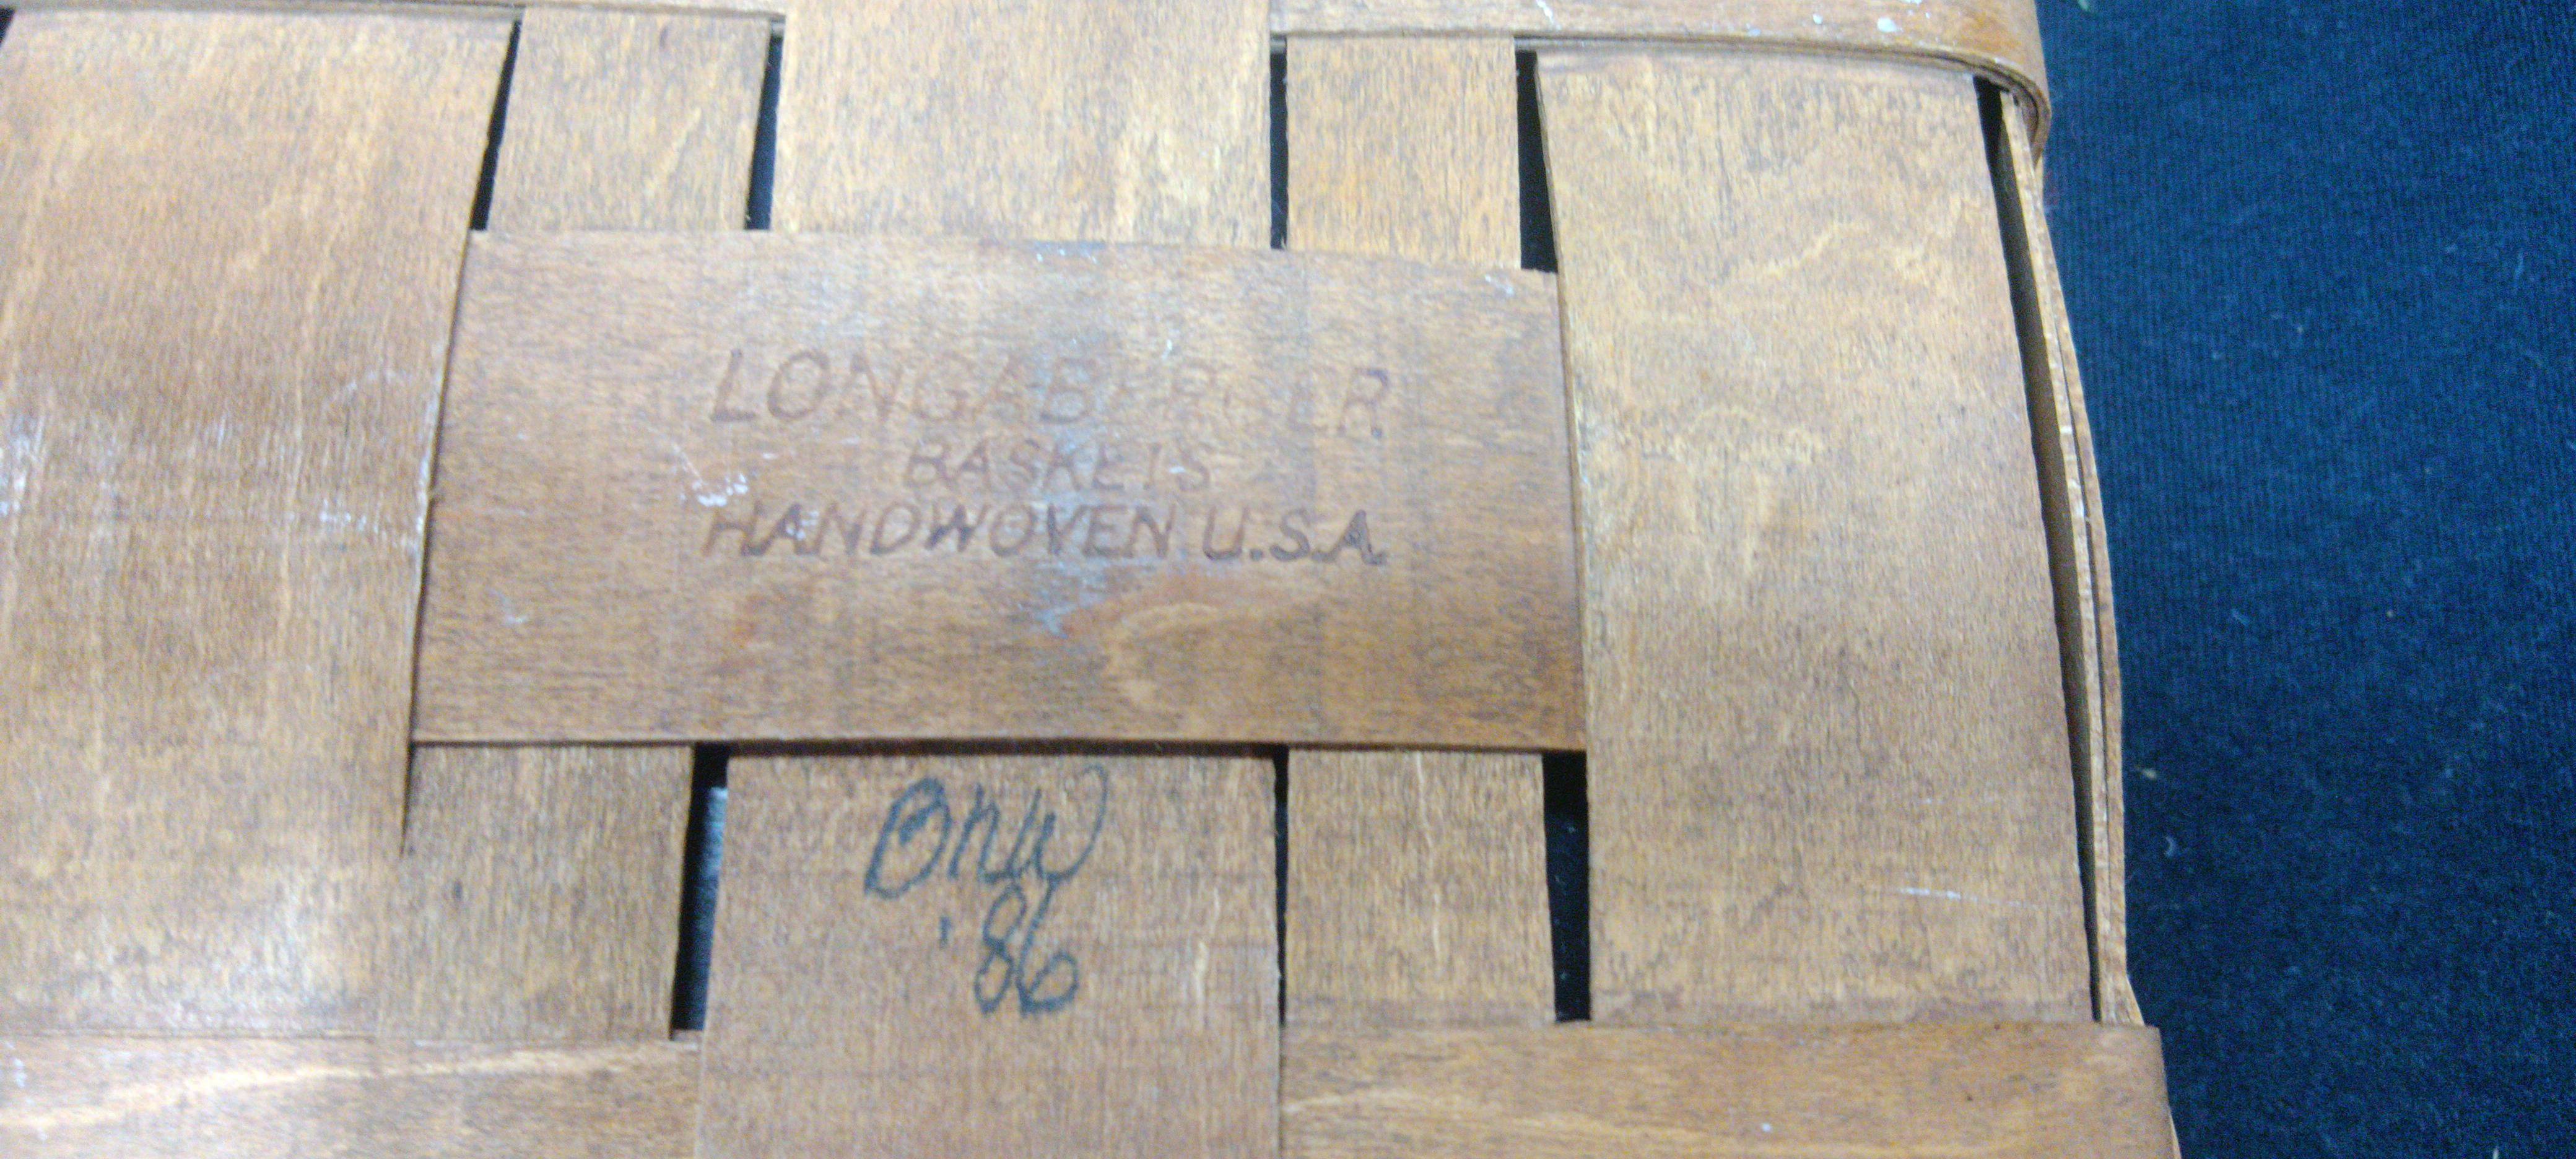 LONGABERGER
BASKETS
HANDWOVEN U.S.A.
'86